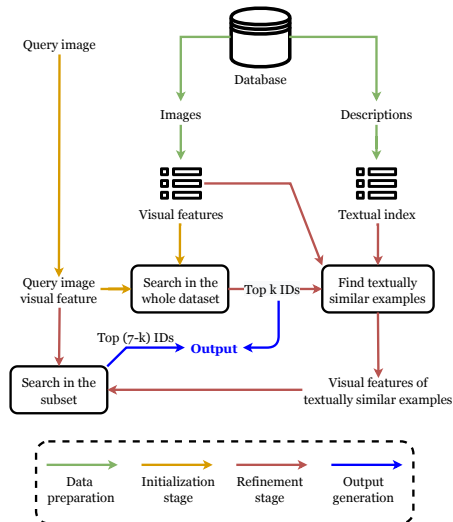 Query image
Database
Images
Descriptions
Visual features
Textual index
Query image
visual feature
Search in the
whole dataset
Top k IDs
Find textually
similar examples
Top (7-k) IDs
Output
Search in the
subset
Visual features of
textually similar examples
Data
preparation
Initialization
stage
Refinement
stage
Output
generation